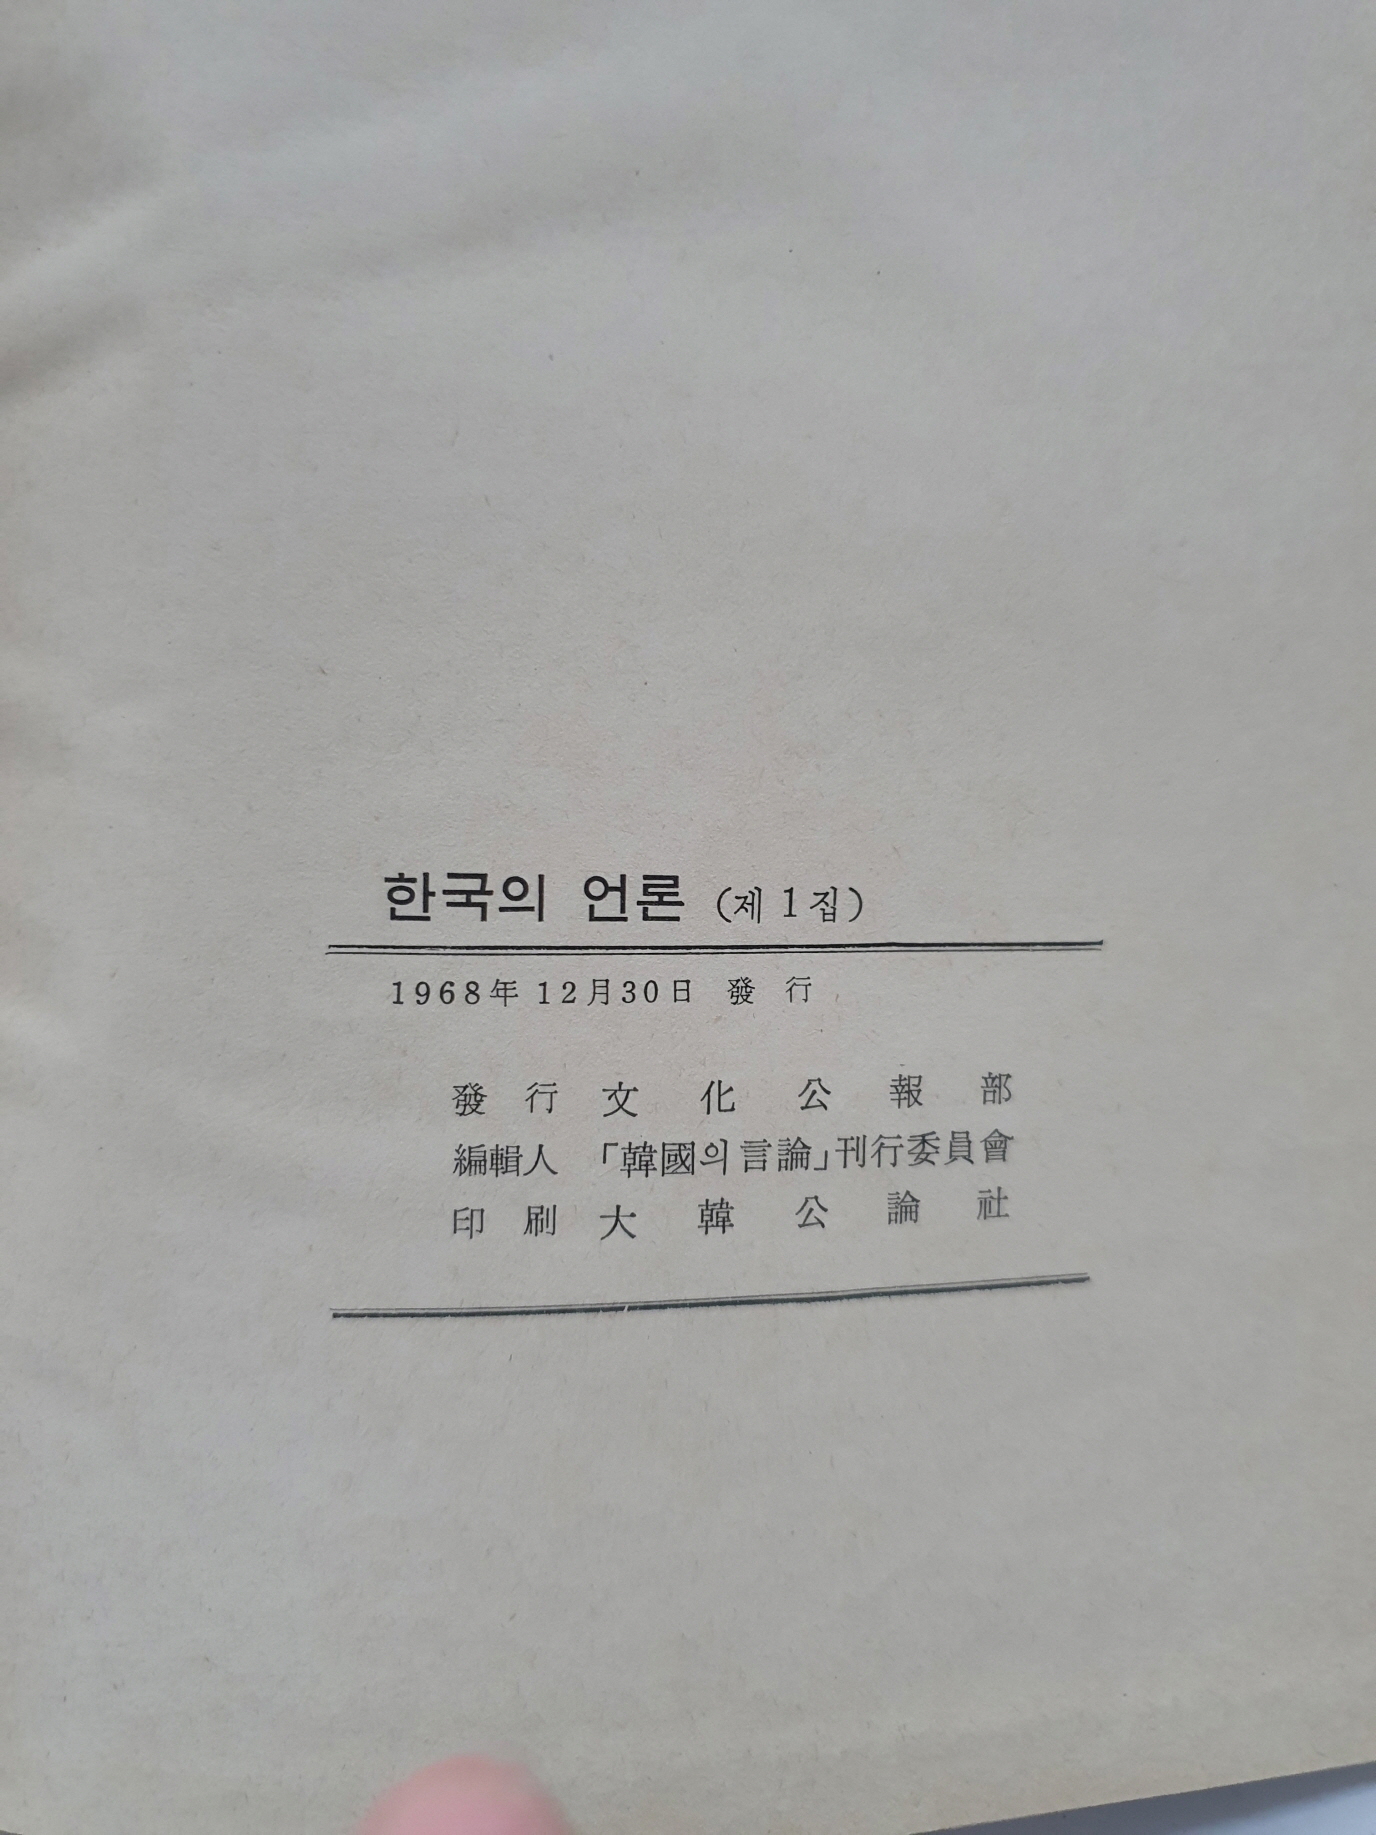 한국의 언론 (제 1 집)
1968年 12月30日 發 行
發 行 文 化 公 報 部
編輯人 「韓國의 言論」刊行委員會
印 刷 大 韓 公 論 社